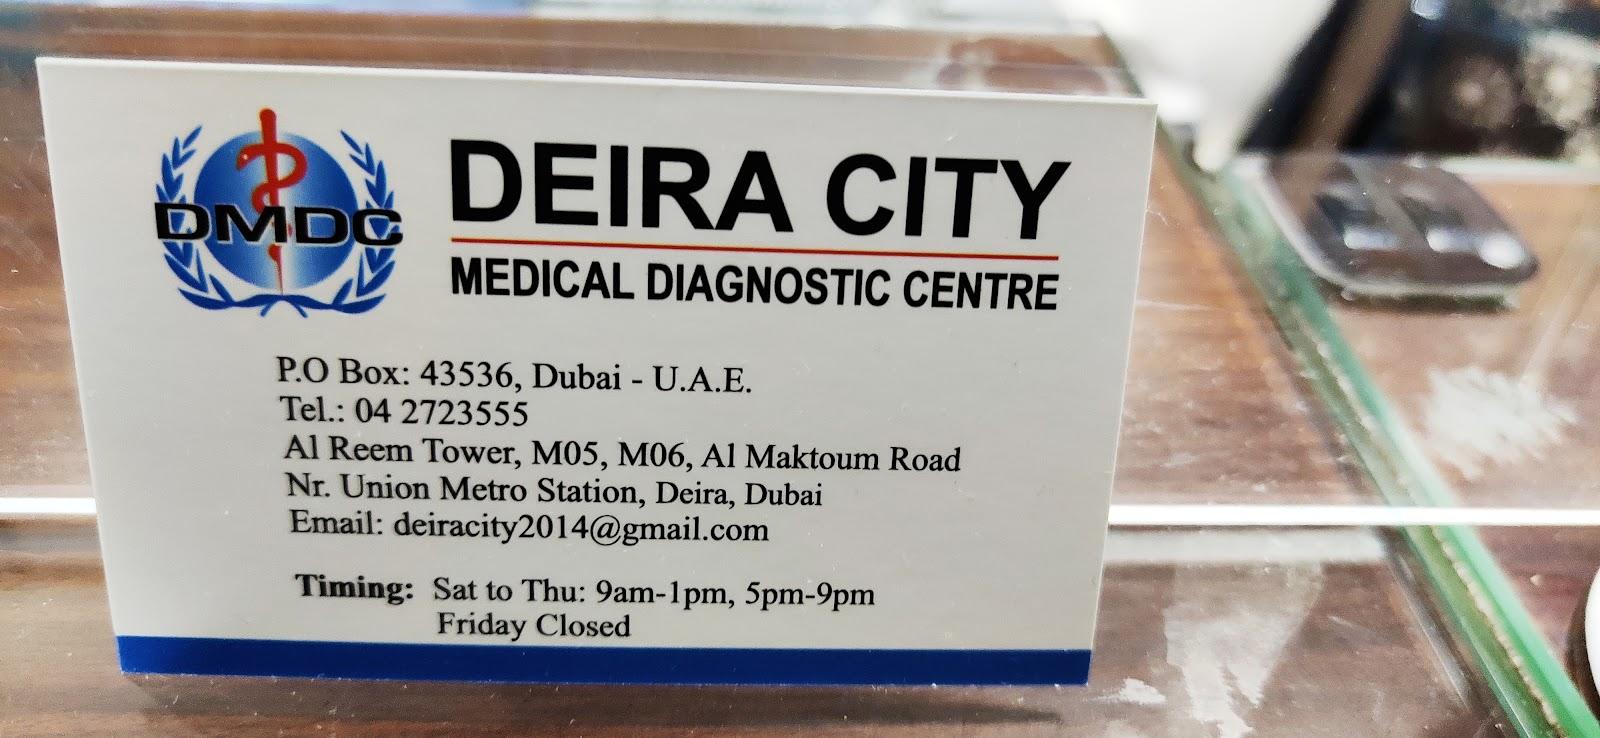 DMDC
DEIRA CITY
MEDICAL DIAGNOSTIC CENTRE
P.O Box: 43536, Dubai - U.A.E.
Tel.: 04 2723555
Al Reem Tower, M05, M06, Al Maktoum Road
Nr. Union Metro Station, Deira, Dubai
Email: deiracity2014@gmail.com
Timing: Sat to Thu: 9am-1pm, 5pm-9pm
Friday Closed